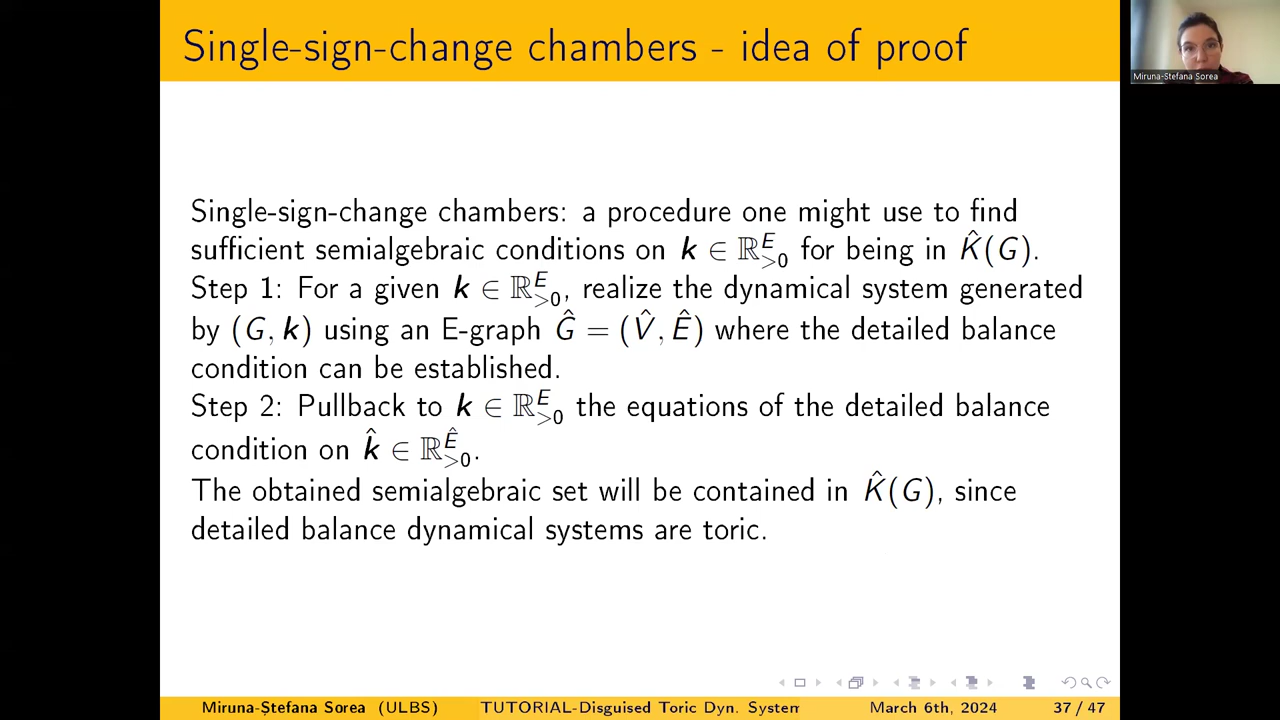 Single-sign-change chambers - idea of proof
Miruna-Stefana Sorea
Single-sign-change chambers: a procedure one might use to find
sufficient semialgebraic conditions on k ∈ ℝ^E_{>0} for being in K̂(G).
Step 1: For a given k ∈ ℝ^E_{>0}, realize the dynamical system generated
by (G, k) using an E-graph Ĝ = (V̂, Ê) where the detailed balance
condition can be established.
Step 2: Pullback to k ∈ ℝ^E_{>0} the equations of the detailed balance
condition on k̂ ∈ ℝ^Ê_{>0}.
The obtained semialgebraic set will be contained in K̂(G), since
detailed balance dynamical systems are toric.
Miruna-Ștefana Sorea (ULBS) TUTORIAL-Disguised Toric Dyn. System March 6th, 2024 37 / 47